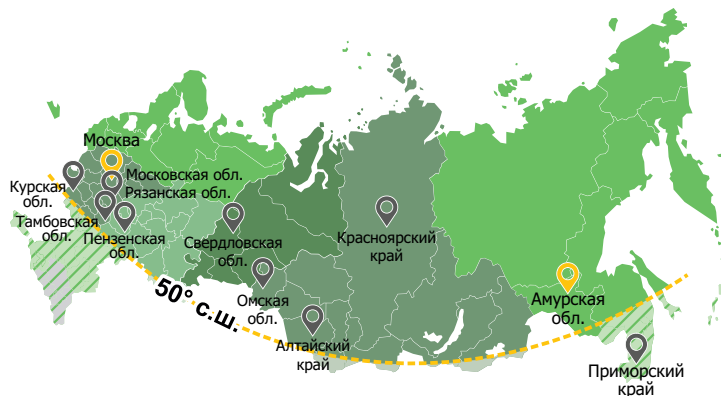 Москва
Московская обл.
Рязанская обл.
Курская
обл.
Тамбовская
обл.
Пензенская
обл.
Свердловская
обл.
Красноярский
край
50° с.ш.
Омская
обл.
Алтайский
край
Амурская
обл.
Приморский
край